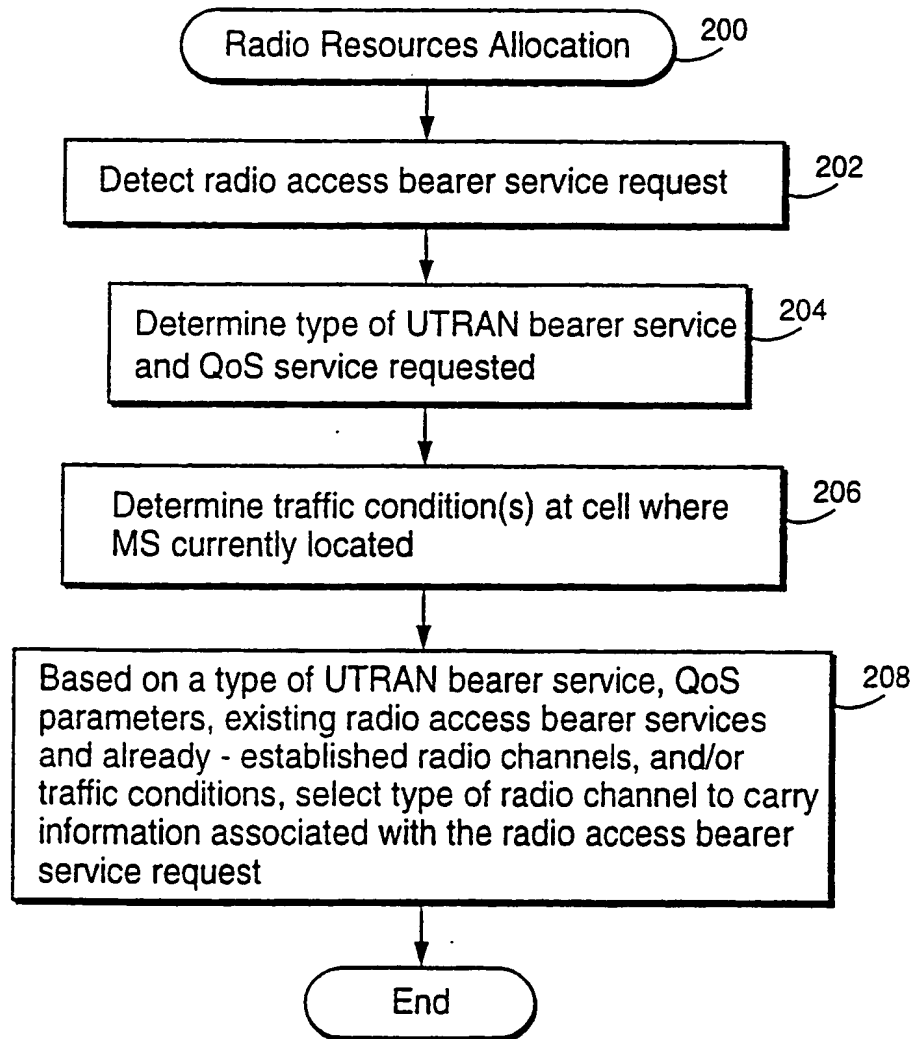 Radio Resources Allocation
200
Detect radio access bearer service request
202
Determine type of UTRAN bearer service
and QoS service requested
204
Determine traffic condition(s) at cell where
MS currently located
206
Based on a type of UTRAN bearer service, QoS
parameters, existing radio access bearer services
and already - established radio channels, and/or
traffic conditions, select type of radio channel to carry
information associated with the radio access bearer
service request
208
End